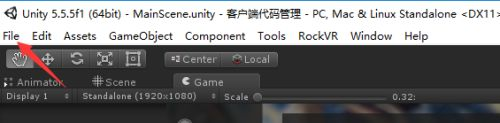 Unity 5.5.5f1 (64bit) - MainScene.unity - 客户端代码管理 - PC, Mac & Linux Standalone <DX11>
File Edit Assets GameObject Component Tools RockVR Window Help
Center Local
Animator Scene Game
Display 1 Standalone (1920x1080) Scale 0.32: